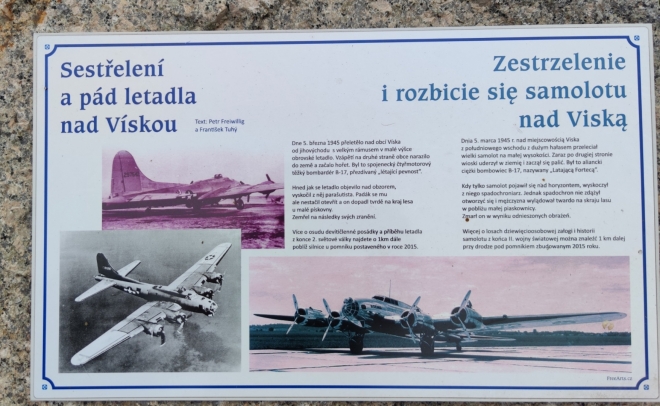 Sestřelení
a pád letadla
nad Vískou
Text: Petr Freiwillig
a František Tuhý
Dne 5. března 1945 přeletělo nad obcí Víska
od jihovýchodu s velkým rámusem v malé výšce
obrovské letadlo. Vzápětí na druhé straně obce narazilo
do země a začalo hořet. Byl to spojenecký čtyřmotorový
těžký bombardér B-17, přezdívaný „létající pevnost“.
Hned jak se letadlo objevilo nad obzorem,
vyskočil z něj parašutista. Padák se mu
ale nestačil otevřít a on dopadl tvrdě na kraj lesa
u malé pískovny.
Zemřel na následky svých zranění.
Více o osudu devítičlenné posádky a příběhu letadla
z konce 2. světové války najdete o 1km dále
poblíž silnice u pomníku postaveného v roce 2015.
Zestrzelenie
i rozbicie się samolotu
nad Viską
Dnia 5. marca 1945 r. nad miejscowością Viska
z południowego wschodu z dużym hałasem przeleciał
wielki samolot na małej wysokości. Zaraz po drugiej stronie
wioski uderzył w ziemię i zaczął się palić. Był to aliancki
ciężki bombowiec B-17, nazywany „Latającą Fortecą“.
Kiedy tylko samolot pojawił się nad horyzontem, wyskoczył
z niego spadochroniarz. Jednak spadochron nie zdążył
otworzyć się i mężczyzna wylądował twardo na skraju lasu
w pobliżu małej piaskownicy.
Zmarł on w wyniku odniesionych obrażeń.
Więcej o losach dziewięcioosobowej załogi i historii
samolotu z końca II. wojny światowej można znaleźć 1 km dalej
przy drodze pod pomnikiem zbudowanym 2015 roku.